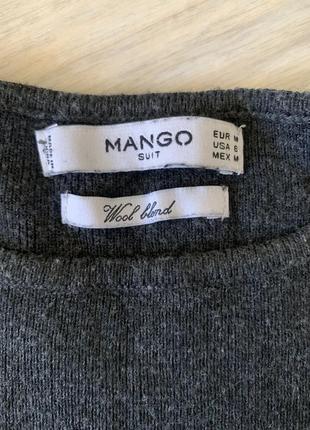 MANGO
SUIT
EUR M
USA 6
MEX M
Wool blend